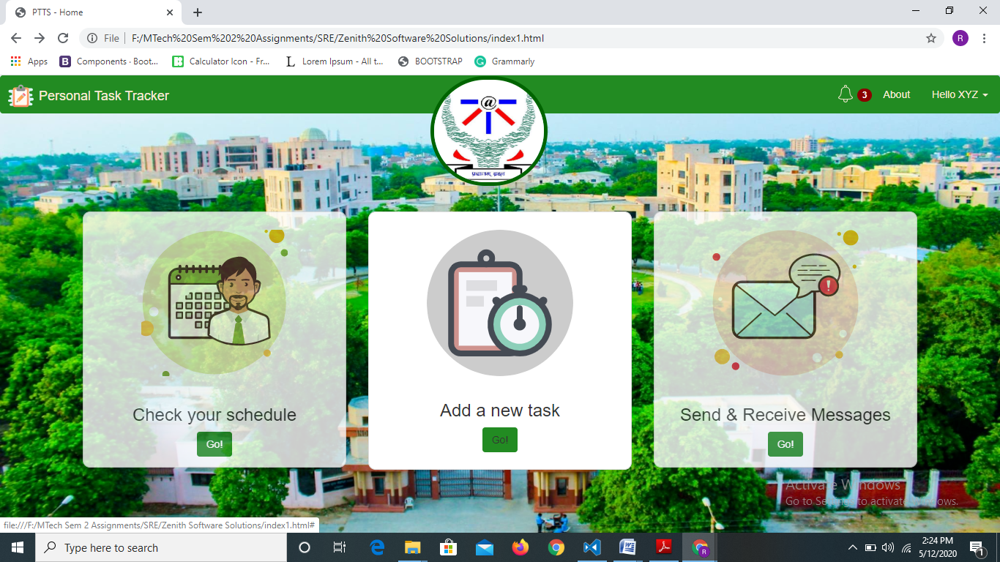 PTTS - Home
File
F:/MTech%20Sem%202%20Assignments/SRE/Zenith%20Software%20Solutions/index1.html
R
Apps
B
Components · Boot...
Calculator Icon - Fr...
L
Lorem Ipsum - All t...
BOOTSTRAP
G
Grammarly
Personal Task Tracker
@
3
About
Hello XYZ
Check your schedule
Go!
Add a new task
Go!
!
Send & Receive Messages
Go!
Activate Windows
Go to Settings to activate Windows.
file:///F:/MTech Sem 2 Assignments/SRE/Zenith Software Solutions/index1.html#
Type here to search
R
2:24 PM
5/12/2020
1